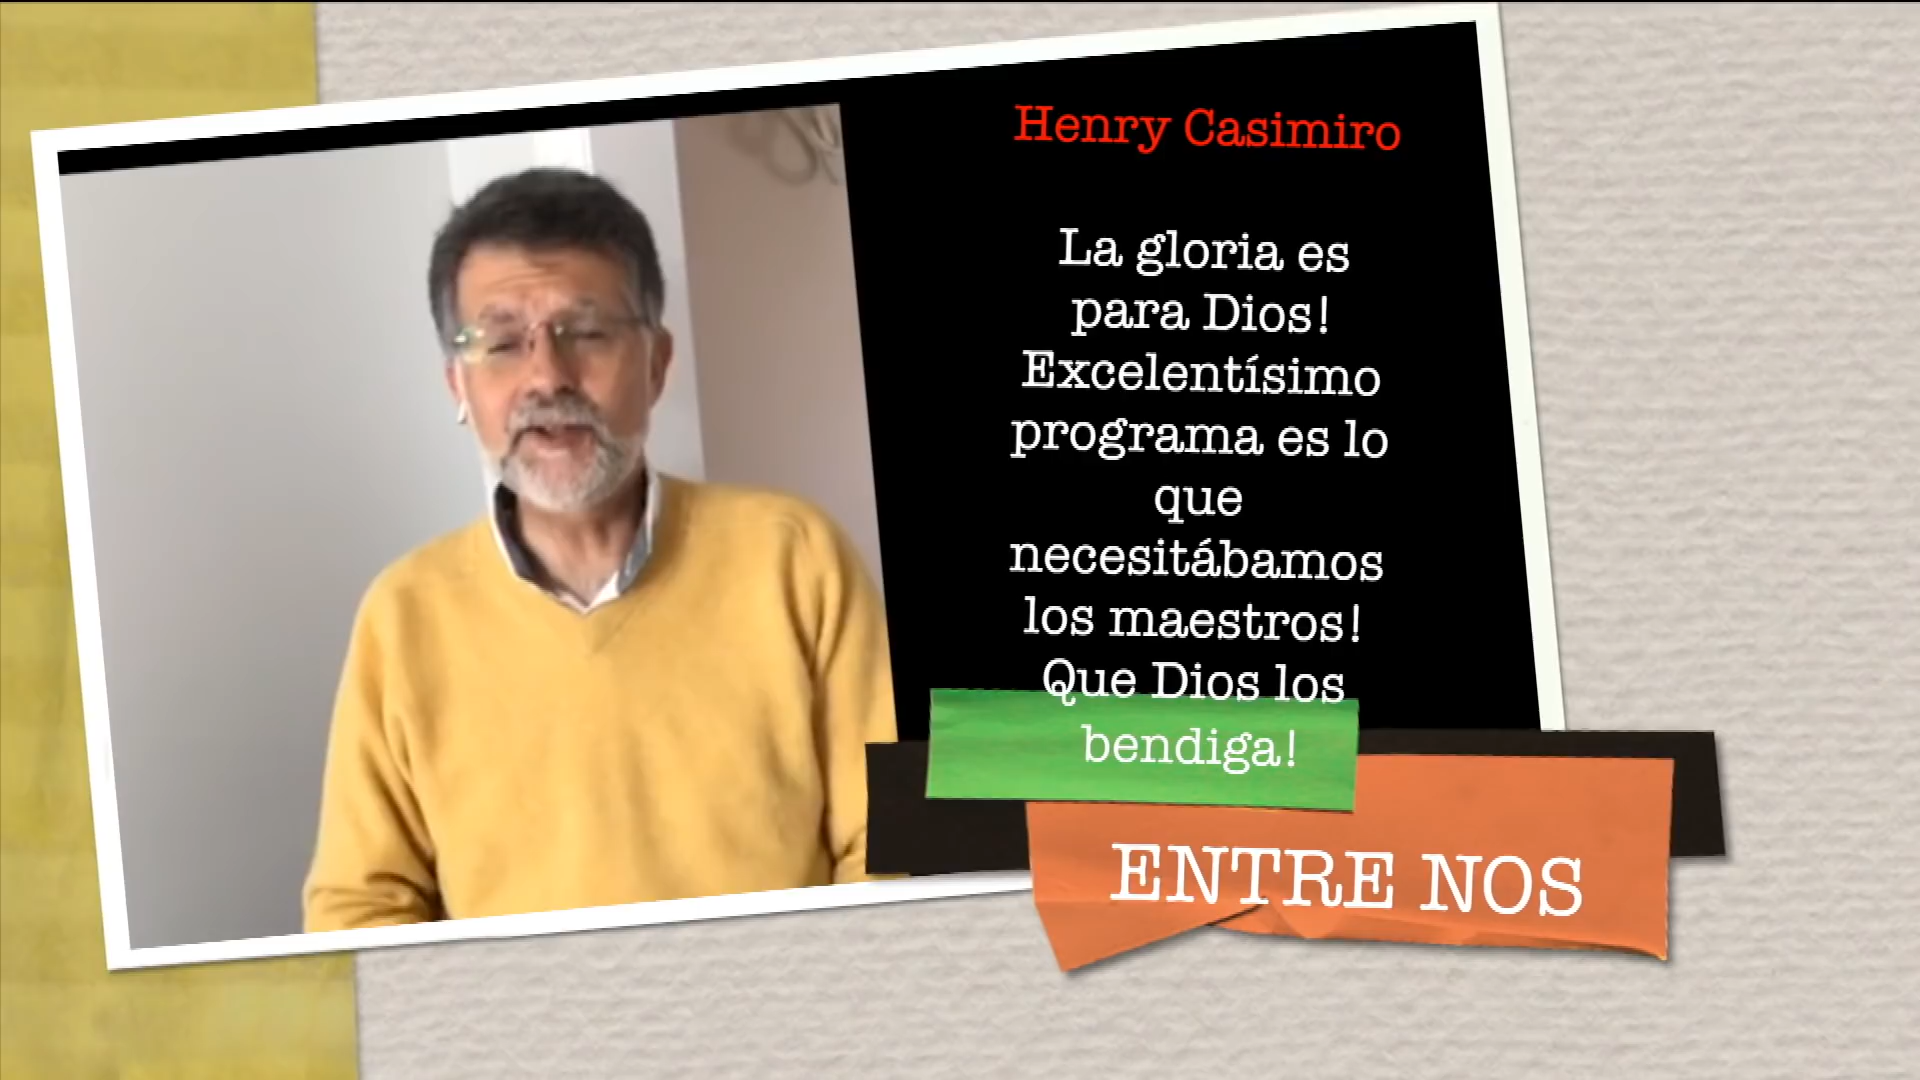 Henry Casimiro
La gloria es
para Dios!
Excelentísimo
programa es lo
que
necesitábamos
los maestros!
Que Dios los
bendiga!
ENTRE NOS